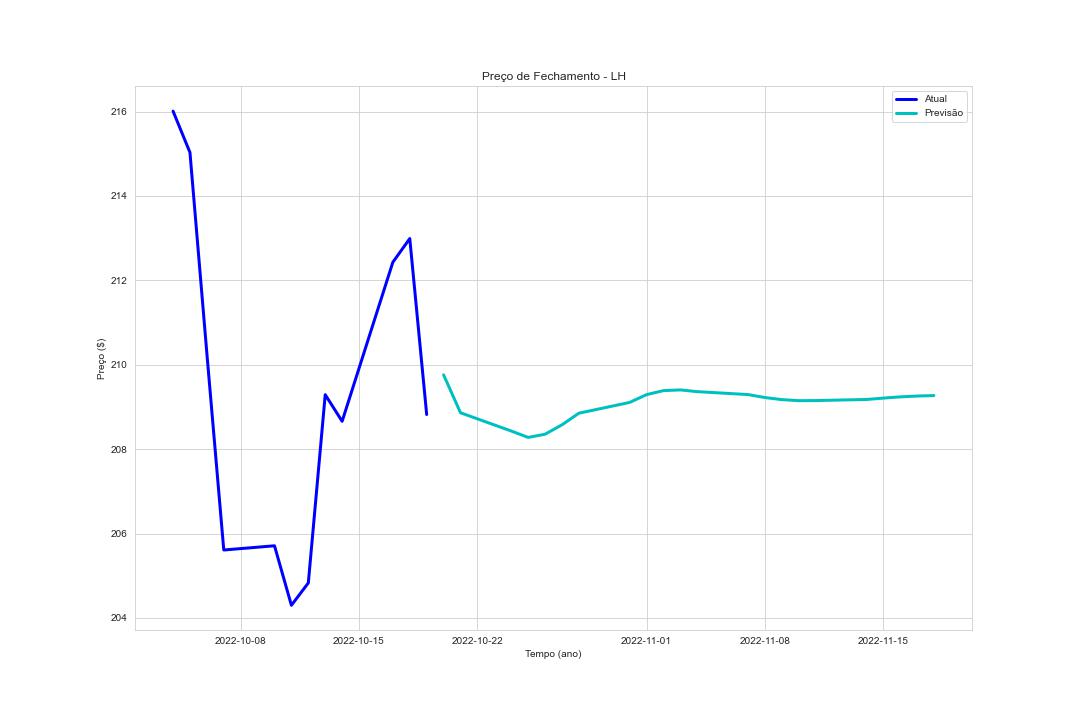 Preço de Fechamento - LH
Atual
Previsão
216
214
212
210
208
206
204
Preço ($)
2022-10-08
2022-10-15
2022-10-22
2022-11-01
2022-11-08
2022-11-15
Tempo (ano)